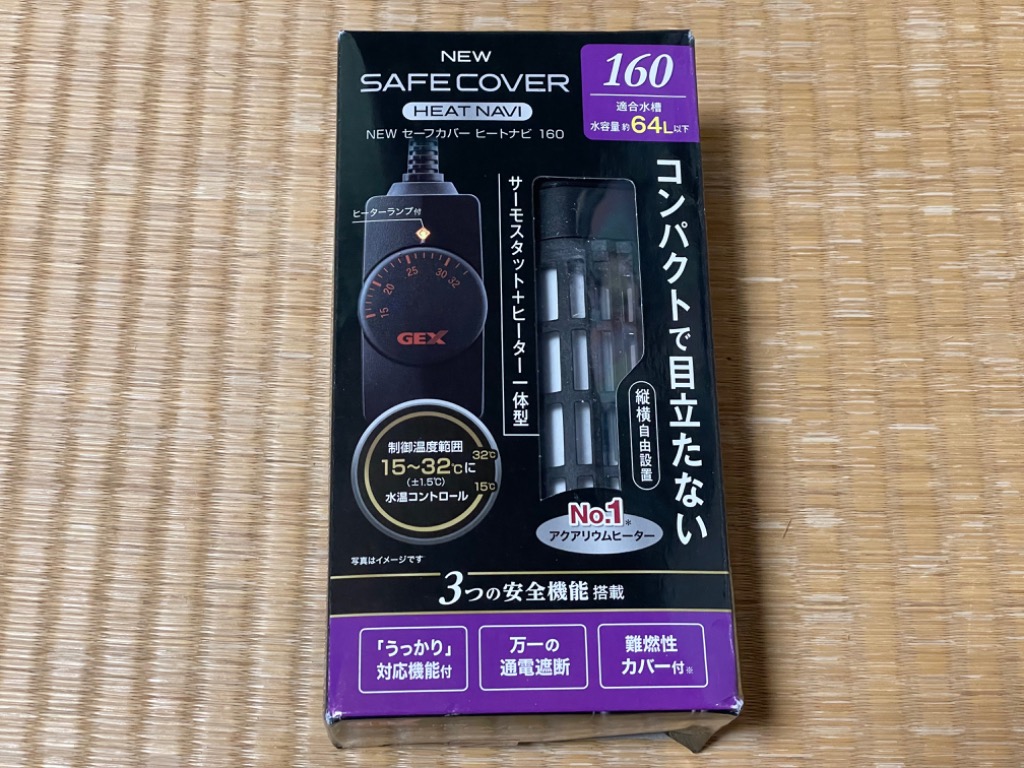 NEW
SAFE COVER
HEAT NAVI
NEW セーフカバー ヒートナビ 160
160
適合水槽
水容量 約64L以下
コンパクトで目立たない
縦横自由設置
サーモスタット+ヒーター一体型
ヒーターランプ付
15 20 25 30 32
GEX
制御温度範囲
15～32℃に
(±1.5℃)
水温コントロール
32℃
15℃
No.1*
アクアリウムヒーター
写真はイメージです
3つの安全機能搭載
「うっかり」
対応機能付
万一の
通電遮断
難燃性
カバー付※